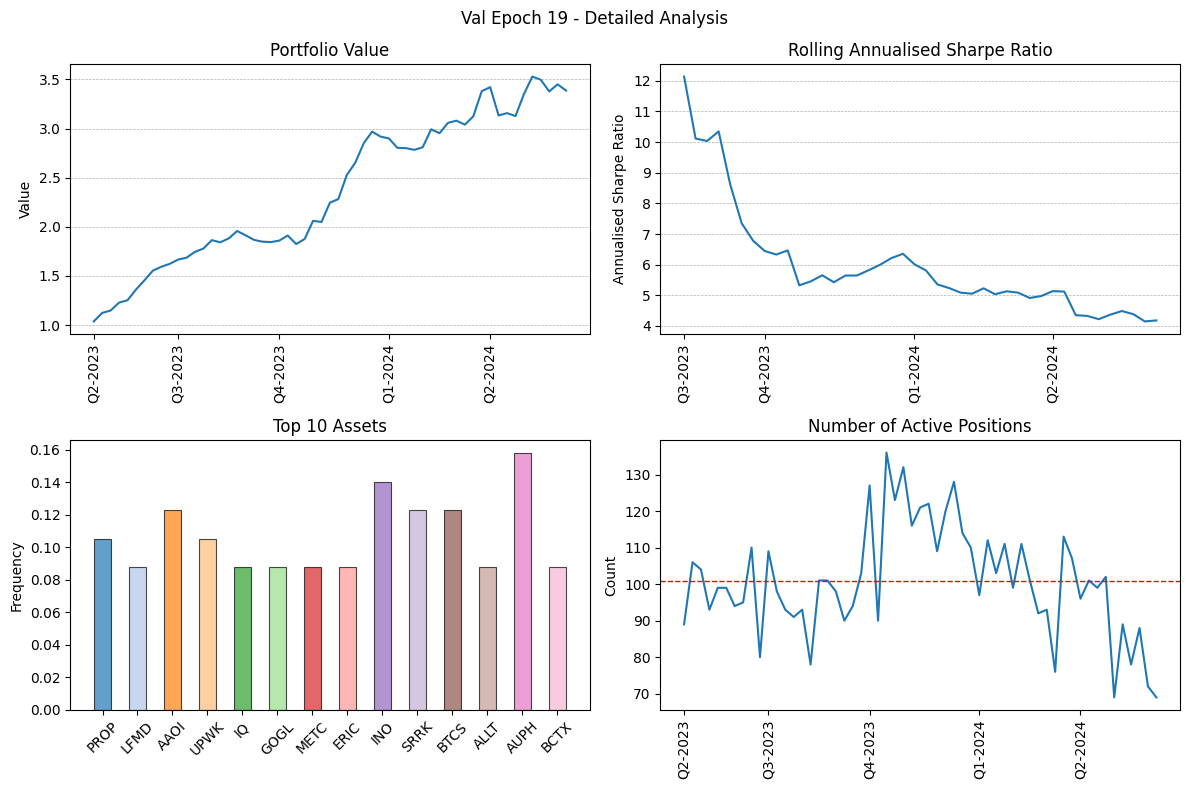 Val Epoch 19 - Detailed Analysis
Portfolio Value
Value
3.5
3.0
2.5
2.0
1.5
1.0
Q2-2023
Q3-2023
Q4-2023
Q1-2024
Q2-2024
Rolling Annualised Sharpe Ratio
Annualised Sharpe Ratio
12
11
10
9
8
7
6
5
4
Q3-2023
Q4-2023
Q1-2024
Q2-2024
Top 10 Assets
Frequency
0.16
0.14
0.12
0.10
0.08
0.06
0.04
0.02
0.00
PROP
LFMD
AAOI
UPWK
IQ
GOGL
METC
ERIC
INO
SRRK
BTCS
ALLT
AUPH
BCTX
Number of Active Positions
Count
130
120
110
100
90
80
70
Q2-2023
Q3-2023
Q4-2023
Q1-2024
Q2-2024